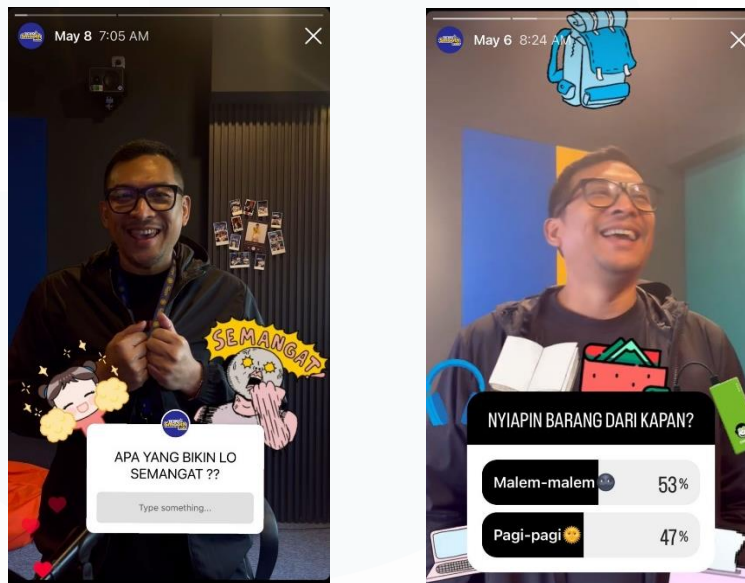 May 8 7:05 AM
SEMANGAT
APA YANG BIKIN LO
SEMANGAT ??
Type something...
May 6 8:24 AM
NYIAPIN BARANG DARI KAPAN?
Malem-malem🌚 53%
Pagi-pagi🌞 47%